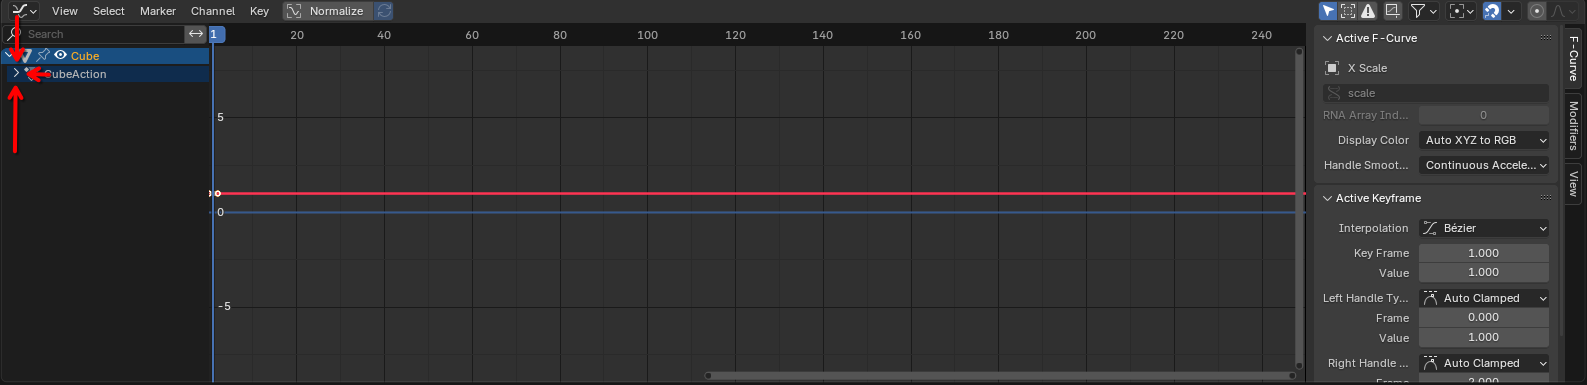 View Select Marker Channel Key Normalize
Search
1 20 40 60 80 100 120 140 160 180 200 220 240
Cube
CubeAction
5
0
-5
Active F-Curve
X Scale
scale
RNA Array Ind... 0
Display Color Auto XYZ to RGB
Handle Smoot... Continuous Accele...
Active Keyframe
Interpolation Bézier
Key Frame 1.000
Value 1.000
Left Handle Ty... Auto Clamped
Frame 0.000
Value 1.000
Right Handle ... Auto Clamped
Frame 2.000
F-Curve
Modifiers
View